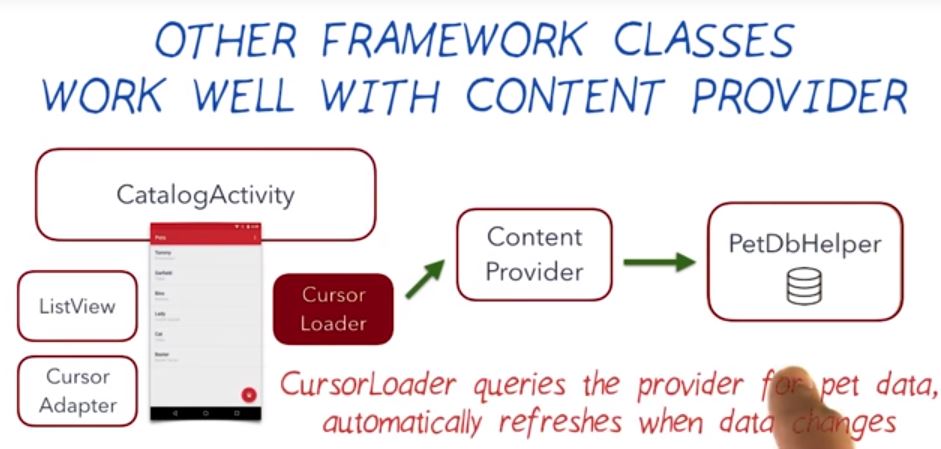 OTHER FRAMEWORK CLASSES
WORK WELL WITH CONTENT PROVIDER
CatalogActivity
Pets
Tommy
Garfield
Bino
Lady
Cat
Baxter
ListView
Cursor
Adapter
Cursor
Loader
Content
Provider
PetDbHelper
CursorLoader queries the provider for pet data,
automatically refreshes when data changes